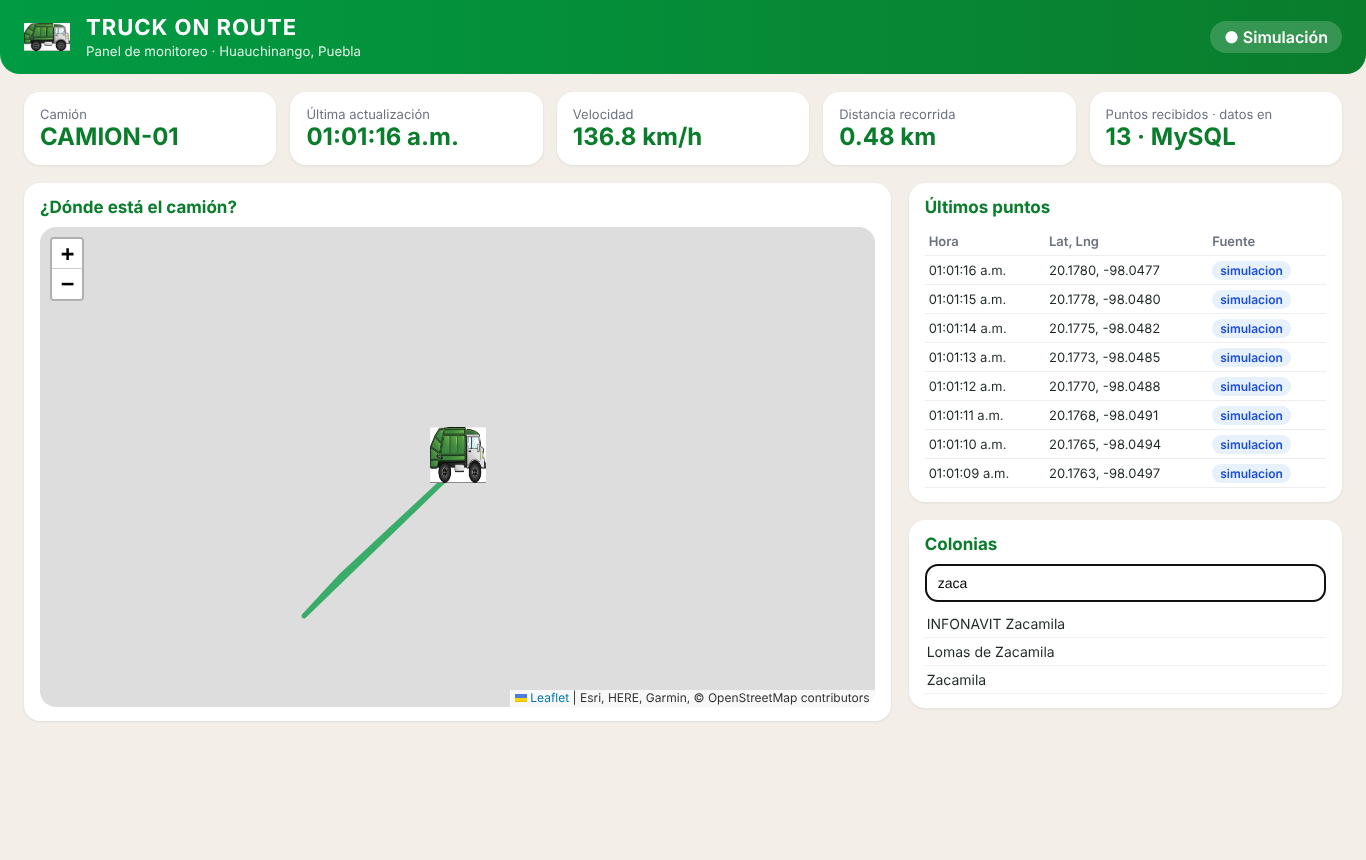 TRUCK ON ROUTE
Panel de monitoreo · Huauchinango, Puebla
● Simulación
Camión
CAMION-01
Última actualización
01:01:16 a.m.
Velocidad
136.8 km/h
Distancia recorrida
0.48 km
Puntos recibidos · datos en
13 · MySQL
¿Dónde está el camión?
+
−
Leaflet | Esri, HERE, Garmin, © OpenStreetMap contributors
Últimos puntos
Hora Lat, Lng Fuente
01:01:16 a.m. 20.1780, -98.0477 simulacion
01:01:15 a.m. 20.1778, -98.0480 simulacion
01:01:14 a.m. 20.1775, -98.0482 simulacion
01:01:13 a.m. 20.1773, -98.0485 simulacion
01:01:12 a.m. 20.1770, -98.0488 simulacion
01:01:11 a.m. 20.1768, -98.0491 simulacion
01:01:10 a.m. 20.1765, -98.0494 simulacion
01:01:09 a.m. 20.1763, -98.0497 simulacion
Colonias
zaca
INFONAVIT Zacamila
Lomas de Zacamila
Zacamila